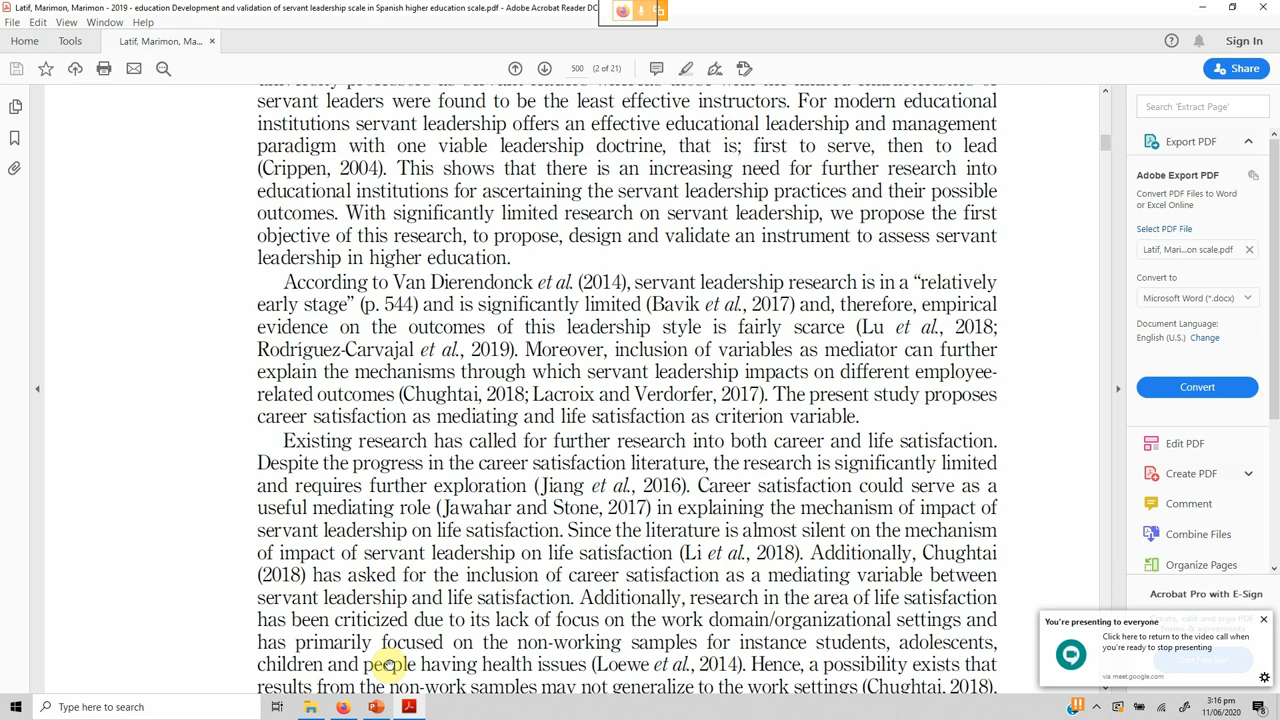 Latif, Marimon, Marimon - 2019 - education Development and validation of servant leadership scale in Spanish higher education scale.pdf - Adobe Acrobat Reader DC
File Edit View Window Help
Home Tools Latif, Marimon, Ma... × Sign In
500 (2 of 21) Share
servant leaders were found to be the least effective instructors. For modern educational
institutions servant leadership offers an effective educational leadership and management
paradigm with one viable leadership doctrine, that is; first to serve, then to lead
(Crippen, 2004). This shows that there is an increasing need for further research into
educational institutions for ascertaining the servant leadership practices and their possible
outcomes. With significantly limited research on servant leadership, we propose the first
objective of this research, to propose, design and validate an instrument to assess servant
leadership in higher education.
According to Van Dierendonck et al. (2014), servant leadership research is in a “relatively
early stage” (p. 544) and is significantly limited (Bavik et al., 2017) and, therefore, empirical
evidence on the outcomes of this leadership style is fairly scarce (Lu et al., 2018;
Rodríguez-Carvajal et al., 2019). Moreover, inclusion of variables as mediator can further
explain the mechanisms through which servant leadership impacts on different employee-
related outcomes (Chughtai, 2018; Lacroix and Verdorfer, 2017). The present study proposes
career satisfaction as mediating and life satisfaction as criterion variable.
Existing research has called for further research into both career and life satisfaction.
Despite the progress in the career satisfaction literature, the research is significantly limited
and requires further exploration (Jiang et al., 2016). Career satisfaction could serve as a
useful mediating role (Jawahar and Stone, 2017) in explaining the mechanism of impact of
servant leadership on life satisfaction. Since the literature is almost silent on the mechanism
of impact of servant leadership on life satisfaction (Li et al., 2018). Additionally, Chughtai
(2018) has asked for the inclusion of career satisfaction as a mediating variable between
servant leadership and life satisfaction. Additionally, research in the area of life satisfaction
has been criticized due to its lack of focus on the work domain/organizational settings and
has primarily focused on the non-working samples for instance students, adolescents,
children and people having health issues (Loewe et al., 2014). Hence, a possibility exists that
results from the non-work samples may not generalize to the work settings (Chughtai, 2018).
Search 'Extract Page'
Export PDF
Adobe Export PDF
Convert PDF Files to Word
or Excel Online
Select PDF File
Latif, Mari...on scale.pdf
Convert to
Microsoft Word (*.docx)
Document Language:
English (U.S.) Change
Convert
Edit PDF
Create PDF
Comment
Combine Files
Organize Pages
Acrobat Pro with E-Sign
You're presenting to everyone
Click here to return to the video call when
you're ready to stop presenting
via meet.google.com
Type here to search
3:16 pm
11/06/2020
8